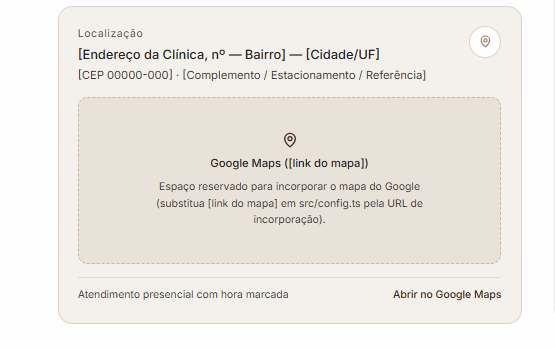 Localização
[Endereço da Clínica, nº — Bairro] — [Cidade/UF]
[CEP 00000-000] · [Complemento / Estacionamento / Referência]
Google Maps ([link do mapa])
Espaço reservado para incorporar o mapa do Google
(substitua [link do mapa] em src/config.ts pela URL de
incorporação).
Atendimento presencial com hora marcada
Abrir no Google Maps